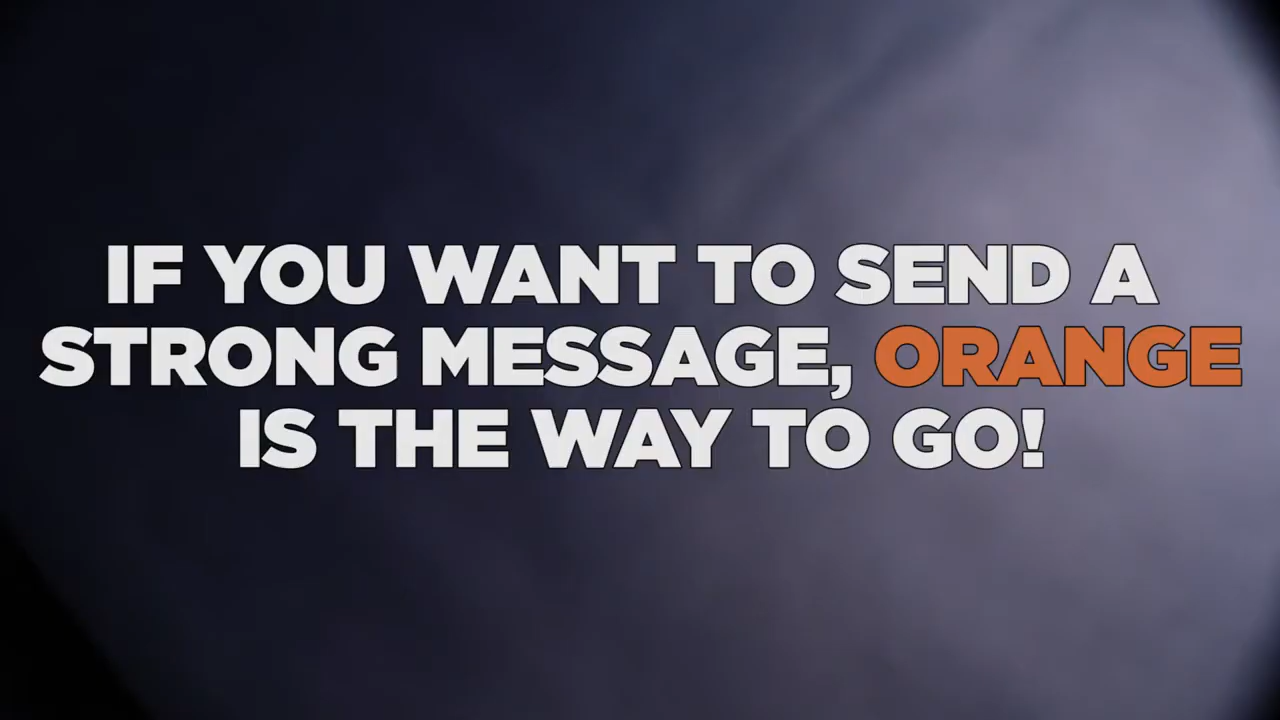 IF YOU WANT TO SEND A
STRONG MESSAGE, ORANGE
IS THE WAY TO GO!